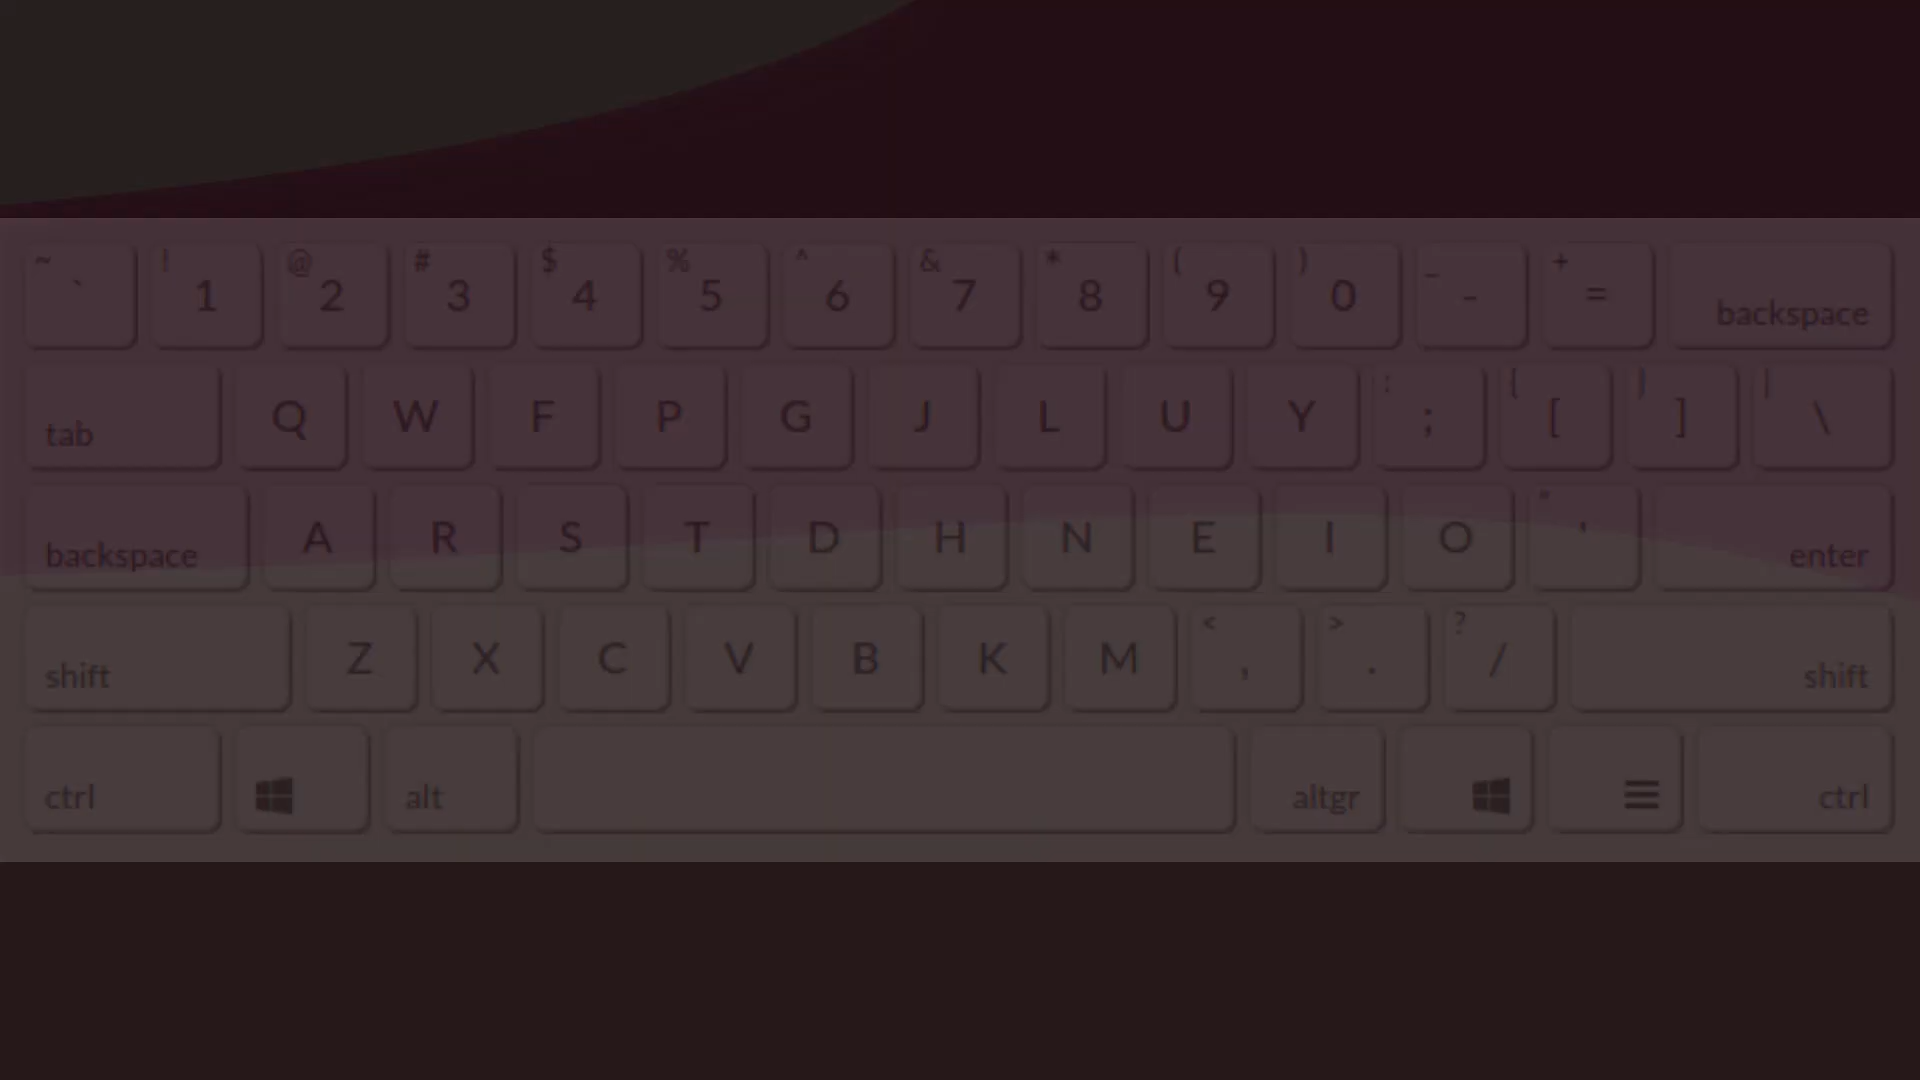 ~ ` ! 1 @ 2 # 3 $ 4 % 5 ^ 6 & 7 * 8 ( 9 ) 0 _ - + = backspace
tab Q W F P G J L U Y : ; { [ } ] | \
backspace A R S T D H N E I O " ' enter
shift Z X C V B K M < , > . ? / shift
ctrl alt altgr ctrl